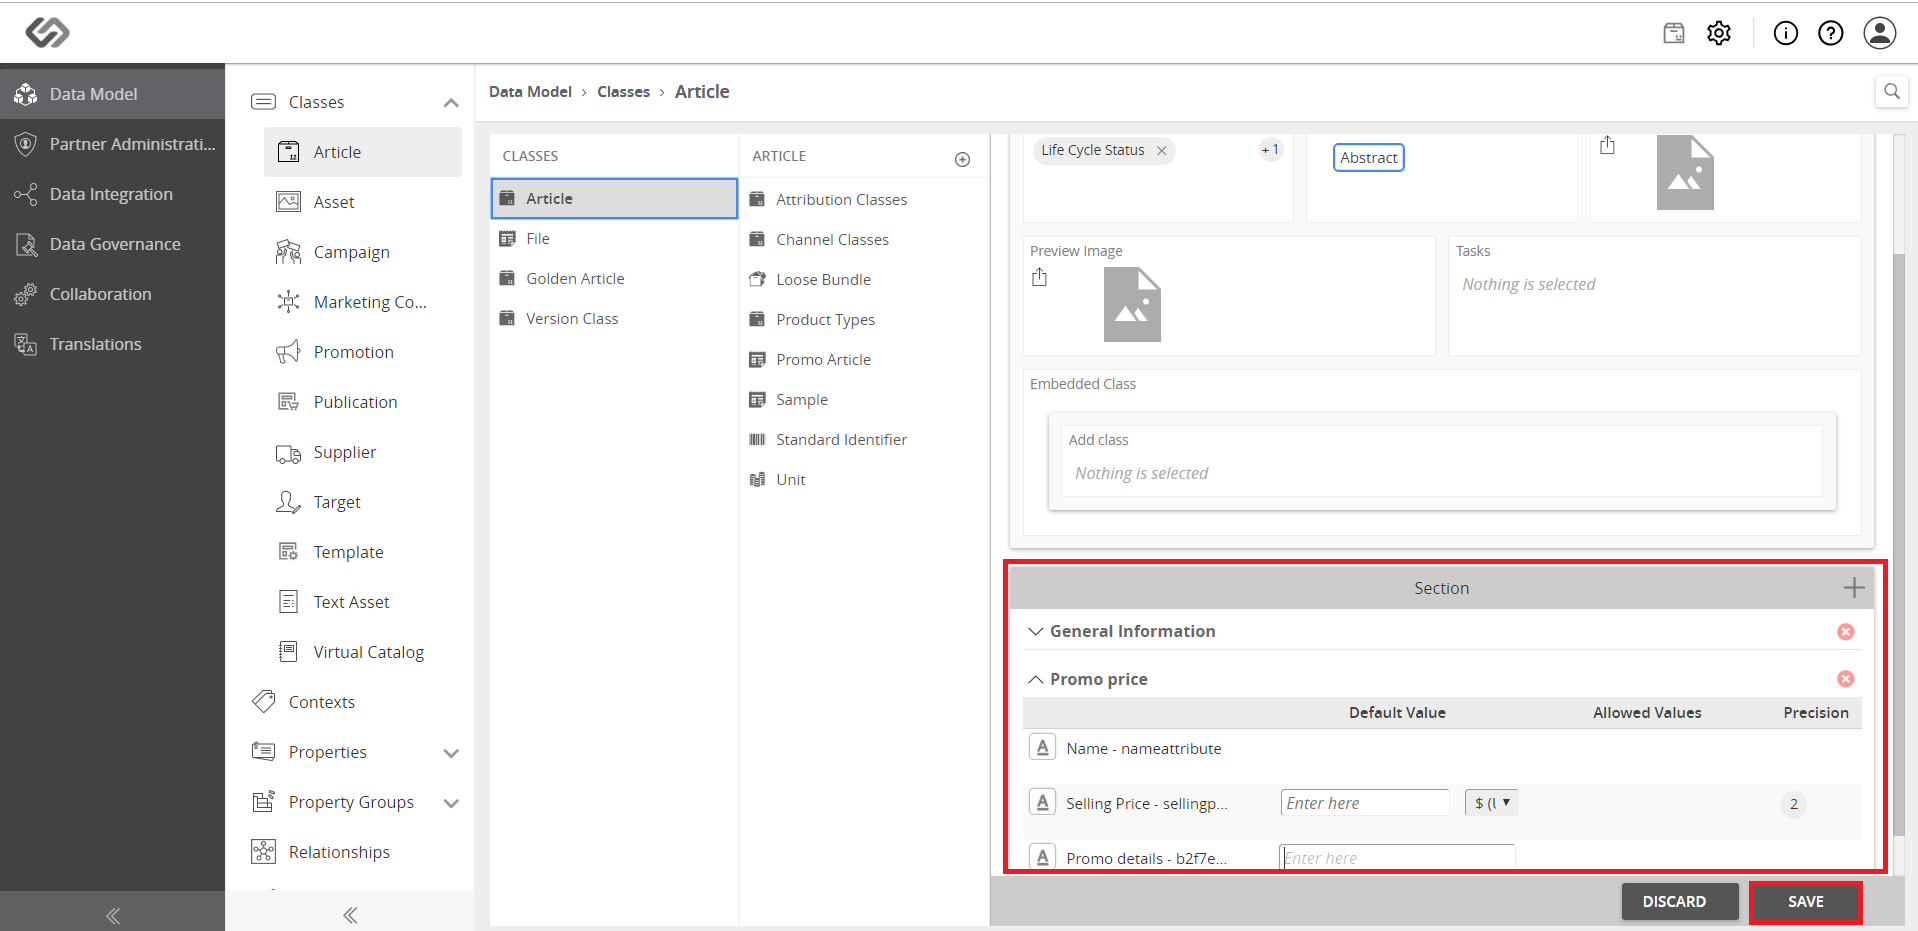 Data Model
Partner Administrati...
Data Integration
Data Governance
Collaboration
Translations
Classes
Article
Asset
Campaign
Marketing Co...
Promotion
Publication
Supplier
Target
Template
Text Asset
Virtual Catalog
Contexts
Properties
Property Groups
Relationships
Data Model › Classes › Article
CLASSES
Article
File
Golden Article
Version Class
ARTICLE
Attribution Classes
Channel Classes
Loose Bundle
Product Types
Promo Article
Sample
Standard Identifier
Unit
Life Cycle Status
+1
Abstract
Preview Image
Tasks
Nothing is selected
Embedded Class
Add class
Nothing is selected
Section
General Information
Promo price
Default Value Allowed Values Precision
Name - nameattribute
Selling Price - sellingp... Enter here $ (l 2
Promo details - b2f7e... Enter here
DISCARD SAVE